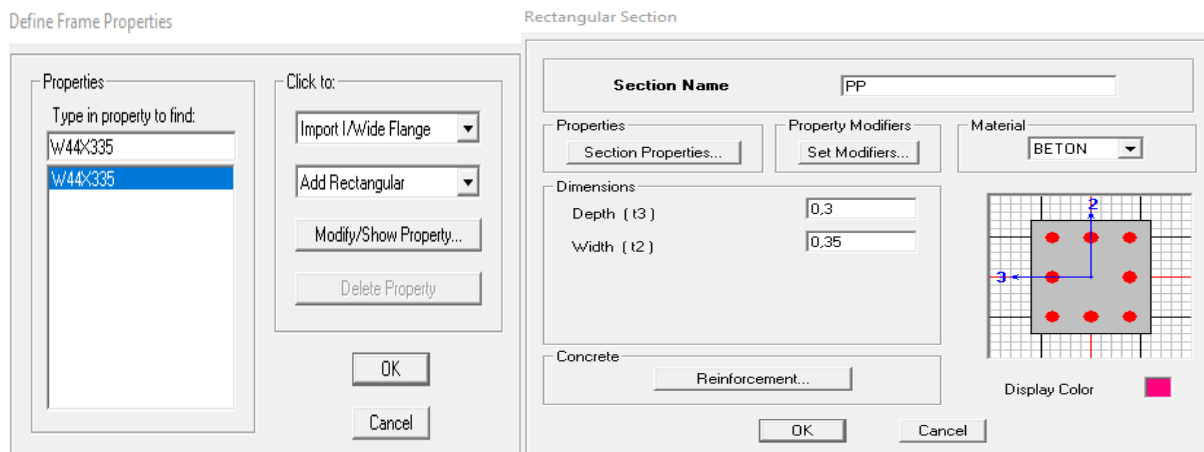 Define Frame Properties
Properties
Type in property to find:
W44X335
W44X335
Click to:
Import I/Wide Flange
Add Rectangular
Modify/Show Property...
Delete Property
OK
Cancel
Rectangular Section
Section Name
PP
Properties
Section Properties...
Property Modifiers
Set Modifiers...
Material
BETON
Dimensions
Depth ( t3 )
0,3
Width ( t2 )
0,35
2
3
Concrete
Reinforcement...
Display Color
OK
Cancel